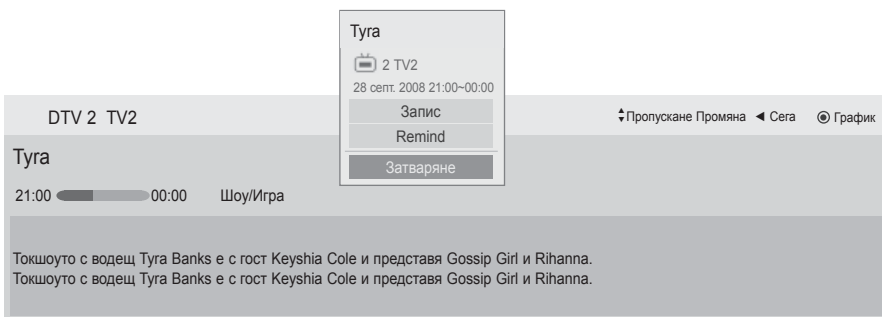 Tyra
2 TV2
28 септ. 2008 21:00~00:00
Запис
Remind
Затваряне
DTV 2 TV2
Пропускане Промяна ◀ Сега ◉ График
Tyra
21:00 00:00 Шоу/Игра
Токшоуто с водещ Tyra Banks е с гост Keyshia Cole и представя Gossip Girl и Rihanna.
Токшоуто с водещ Tyra Banks е с гост Keyshia Cole и представя Gossip Girl и Rihanna.